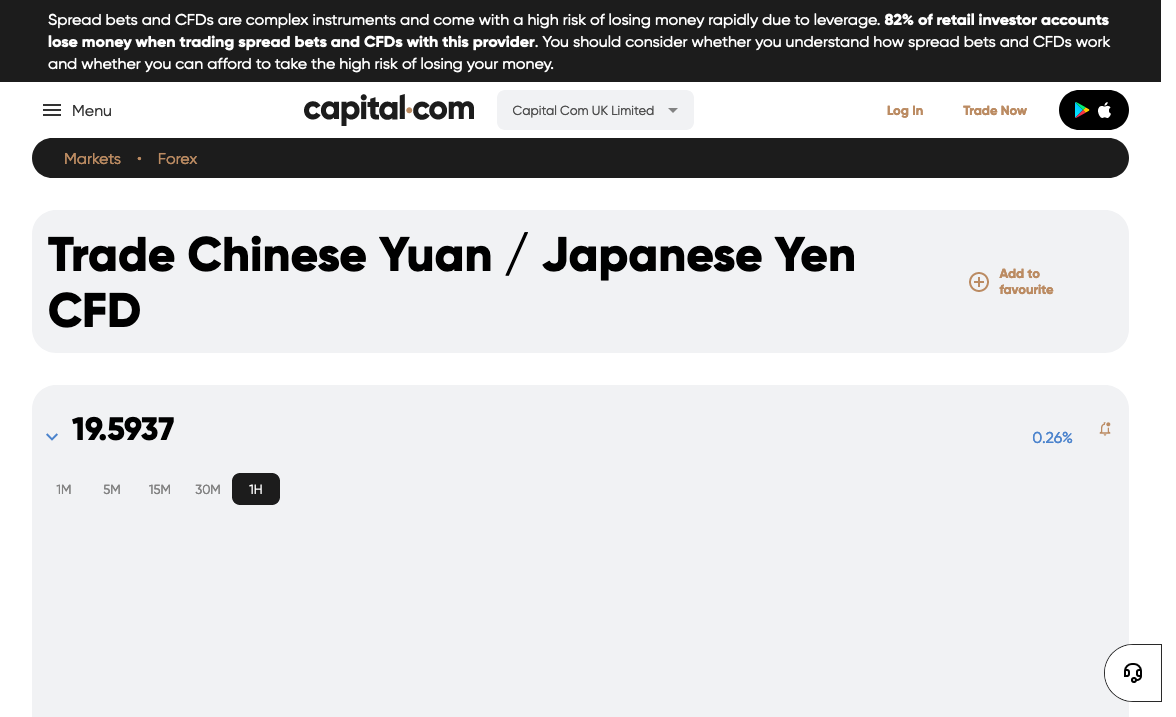 Spread bets and CFDs are complex instruments and come with a high risk of losing money rapidly due to leverage. 82% of retail investor accounts
lose money when trading spread bets and CFDs with this provider. You should consider whether you understand how spread bets and CFDs work
and whether you can afford to take the high risk of losing your money.
Menu
capital.com
Capital Com UK Limited
Log In
Trade Now
Markets
Forex
Trade Chinese Yuan / Japanese Yen
CFD
Add to
favourite
19.5937
0.26%
1M
5M
15M
30M
1H